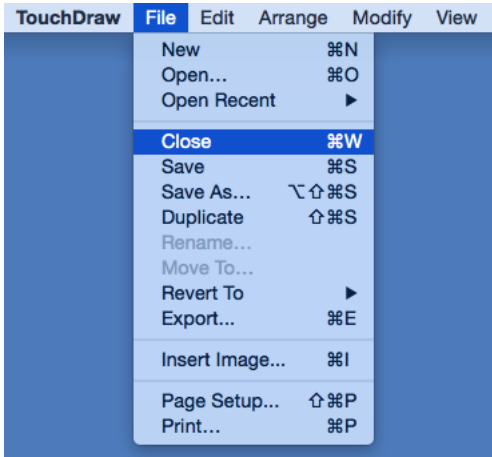 TouchDraw File Edit Arrange Modify View
New ⌘N
Open... ⌘O
Open Recent ▶
Close ⌘W
Save ⌘S
Save As... ⌥⇧⌘S
Duplicate ⇧⌘S
Rename...
Move To...
Revert To ▶
Export... ⌘E
Insert Image... ⌘I
Page Setup... ⇧⌘P
Print... ⌘P